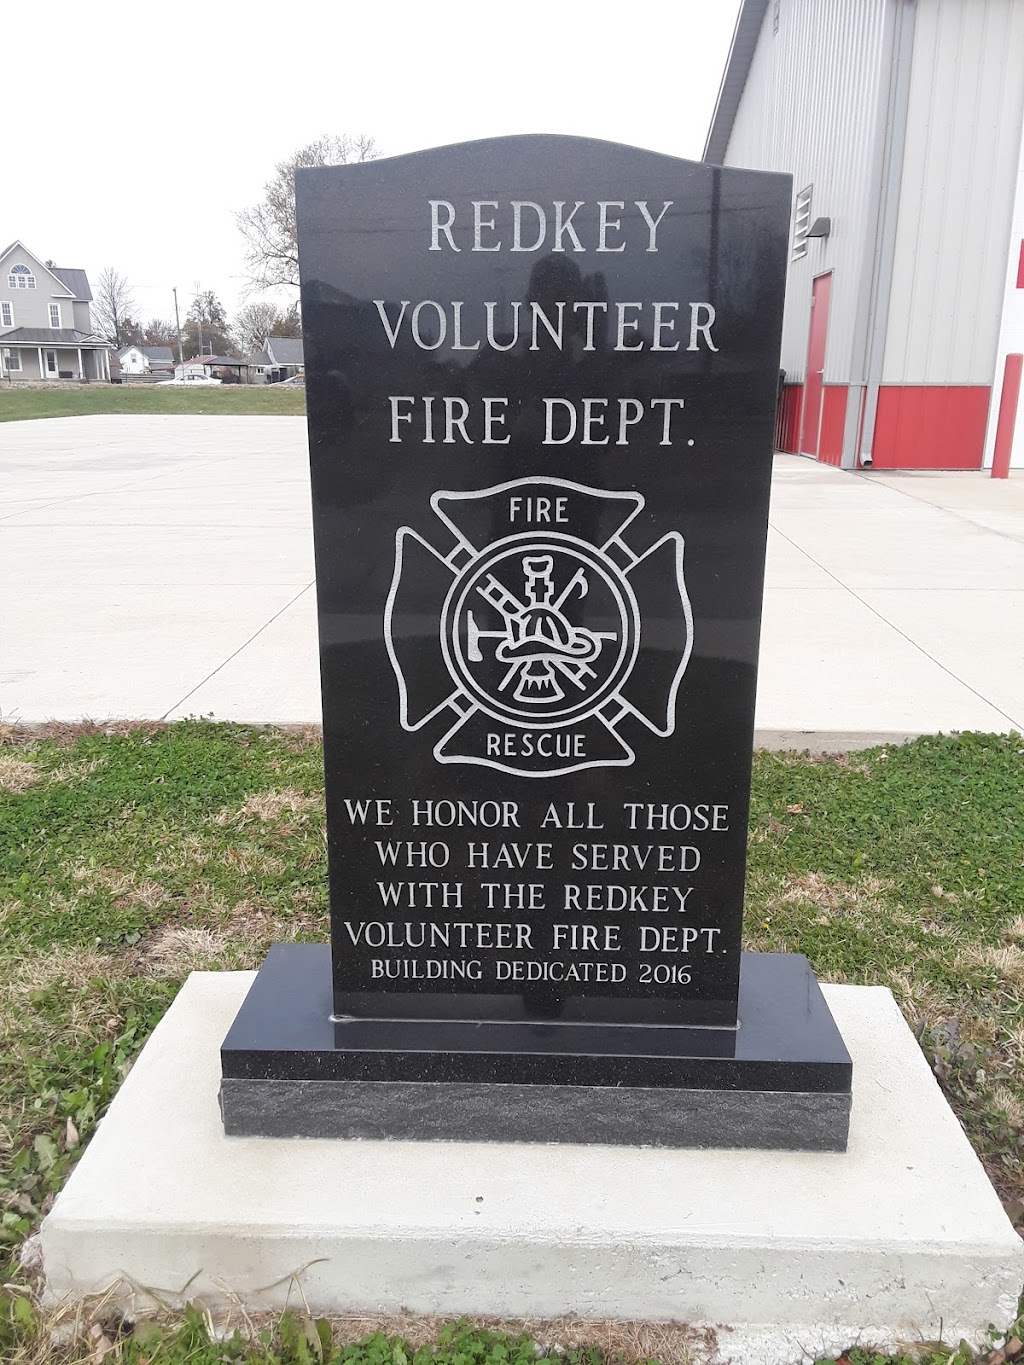 REDKEY
VOLUNTEER
FIRE DEPT.
FIRE
RESCUE
WE HONOR ALL THOSE
WHO HAVE SERVED
WITH THE REDKEY
VOLUNTEER FIRE DEPT.
BUILDING DEDICATED 2016